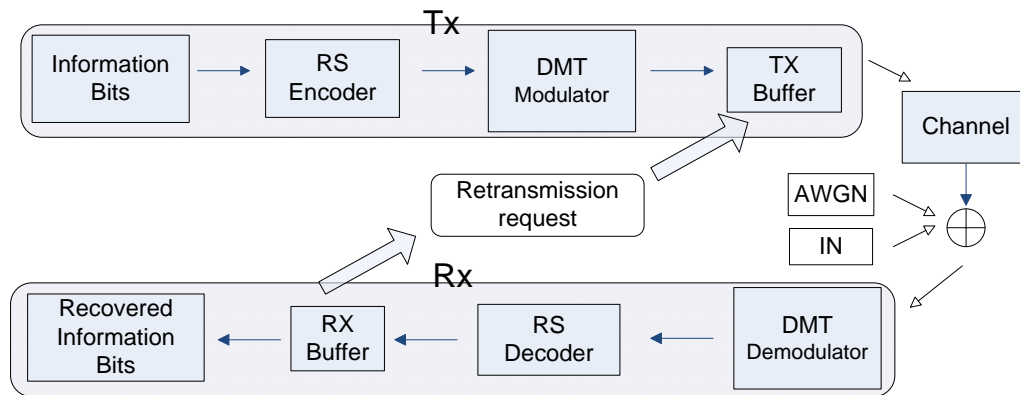 Tx
Information
Bits
RS
Encoder
DMT
Modulator
TX
Buffer
Channel
Retransmission
request
AWGN
IN
Rx
Recovered
Information
Bits
RX
Buffer
RS
Decoder
DMT
Demodulator